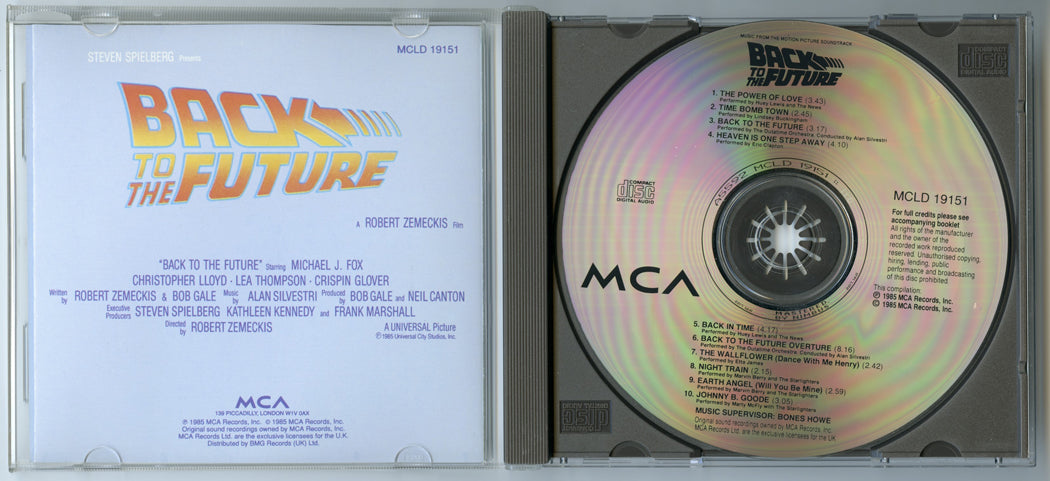 STEVEN SPIELBERG Presents
MCLD 19151
BACK
TO
THE FUTURE
A ROBERT ZEMECKIS Film
"BACK TO THE FUTURE" Starring MICHAEL J. FOX
CHRISTOPHER LLOYD · LEA THOMPSON · CRISPIN GLOVER
Written by ROBERT ZEMECKIS & BOB GALE Music by ALAN SILVESTRI Produced by BOB GALE and NEIL CANTON
Executive Producers STEVEN SPIELBERG KATHLEEN KENNEDY and FRANK MARSHALL
Directed by ROBERT ZEMECKIS
A UNIVERSAL Picture
© 1985 Universal City Studios, Inc.
MCA
139 PICCADILLY, LONDON W1V 0AX
℗ 1985 MCA Records, Inc. © 1985 MCA Records, Inc.
Original sound recordings owned by MCA Records, Inc.
MCA Records Ltd. are the exclusive licensees for the U.K.
Distributed by BMG Records (UK) Ltd.
MUSIC FROM THE MOTION PICTURE SOUNDTRACK
BACK
TO
THE FUTURE
1. THE POWER OF LOVE (3.43)
Performed by Huey Lewis and The News
2. TIME BOMB TOWN (2.45)
Performed by Lindsey Buckingham
3. BACK TO THE FUTURE (3.17)
Performed by The Outatime Orchestra, Conducted by Alan Silvestri
4. HEAVEN IS ONE STEP AWAY (4.10)
Performed by Eric Clapton
COMPACT
disc
DIGITAL AUDIO
MCLD 19151
MCLD 19151
For full credits please see
accompanying booklet
All rights of the manufacturer
and the owner of the
recorded work reproduced
reserved. Unauthorised copying,
hiring, lending, public
performance and broadcasting
of this disc prohibited.
This compilation:
℗ 1985 MCA Records, Inc.
© 1985 MCA Records, Inc.
MCA
MASTERED
BY NIMBUS
5. BACK IN TIME (4.17)
Performed by Huey Lewis and The News
6. BACK TO THE FUTURE OVERTURE (8.16)
Performed by The Outatime Orchestra, Conducted by Alan Silvestri
7. THE WALLFLOWER (Dance With Me Henry) (2.42)
Performed by Etta James
8. NIGHT TRAIN (2.15)
Performed by Marvin Berry and The Starlighters
9. EARTH ANGEL (Will You Be Mine) (2.59)
Performed by Marvin Berry and The Starlighters
10. JOHNNY B. GOODE (3.05)
Performed by Marty McFly with The Starlighters
MUSIC SUPERVISOR: BONES HOWE
Original sound recordings owned by MCA Records, Inc.
MCA Records Ltd. are the exclusive licensees for the UK
COMPACT
disc
DIGITAL AUDIO
COMPACT
disc
DIGITAL AUDIO